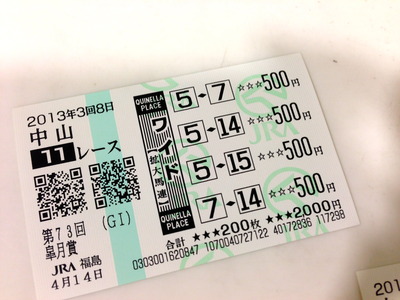 2013年3回8日
中山
11レース
第73回
皐月賞
(GI)
JRA 福島
4月14日
QUINELLA PLACE
ワイド
拡大馬連
QUINELLA PLACE
5-7 ☆☆☆500円
5-14 ☆☆☆500円
5-15 ☆☆☆500円
7-14 ☆☆☆500円
合計 ★★★200枚 ★★★2000円
0303001620847 1070040727122 40172836 117298
JRA
201